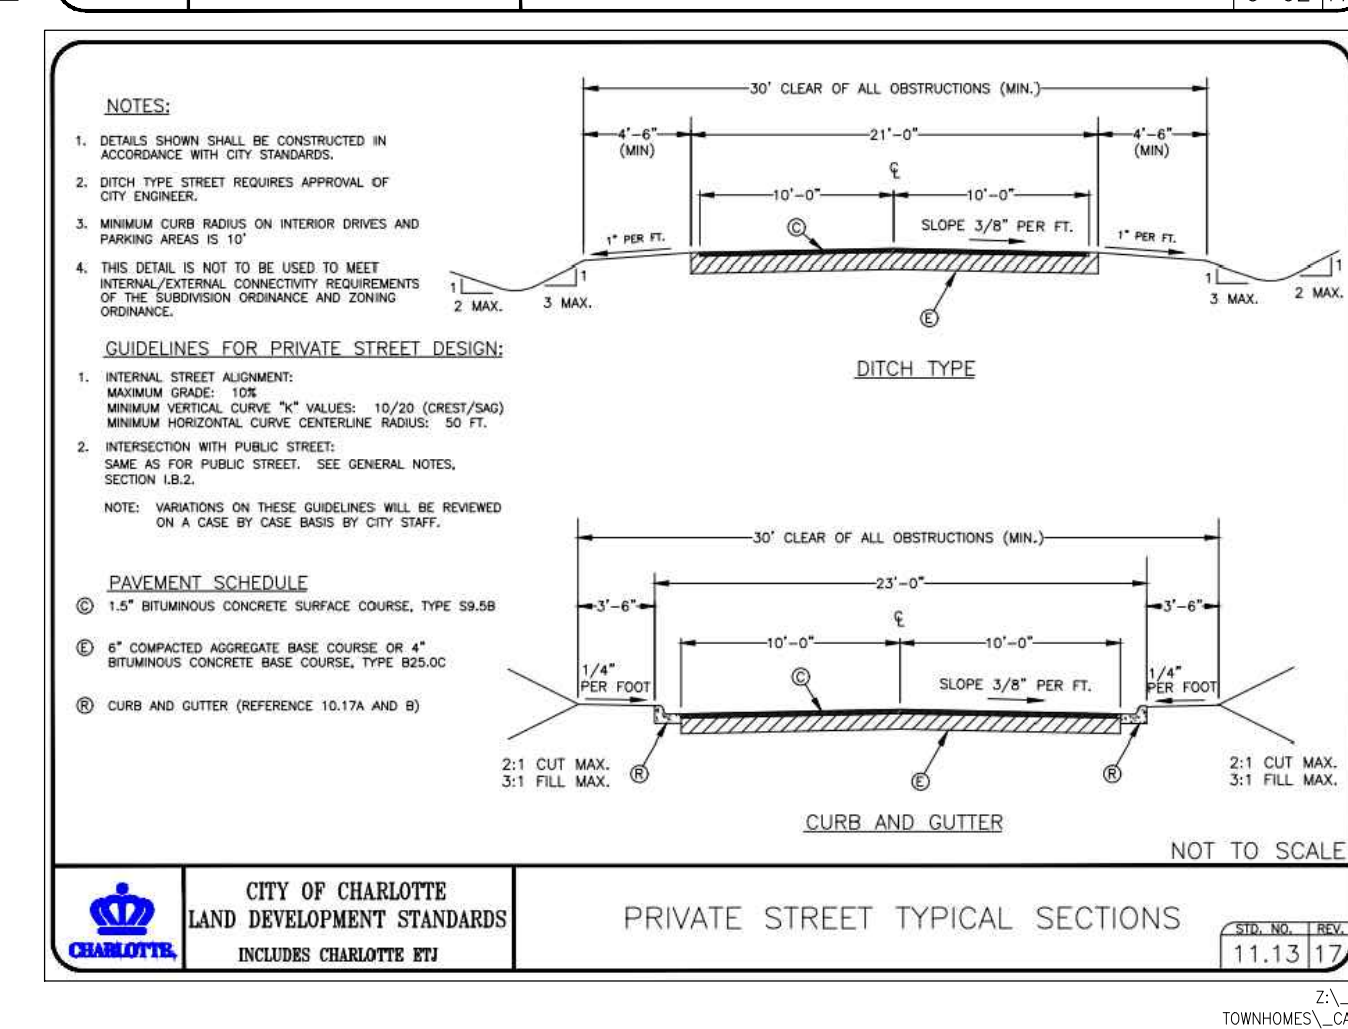 NOTES:
1. DETAILS SHOWN SHALL BE CONSTRUCTED IN
ACCORDANCE WITH CITY STANDARDS.
2. DITCH TYPE STREET REQUIRES APPROVAL OF
CITY ENGINEER.
3. MINIMUM CURB RADIUS ON INTERIOR DRIVES AND
PARKING AREAS IS 10'
4. THIS DETAIL IS NOT TO BE USED TO MEET
INTERNAL/EXTERNAL CONNECTIVITY REQUIREMENTS
OF THE SUBDIVISION ORDINANCE AND ZONING
ORDINANCE.
GUIDELINES FOR PRIVATE STREET DESIGN:
1. INTERNAL STREET ALIGNMENT:
MAXIMUM GRADE: 10%
MINIMUM VERTICAL CURVE "K" VALUES: 10/20 (CREST/SAG)
MINIMUM HORIZONTAL CURVE CENTERLINE RADIUS: 50 FT.
2. INTERSECTION WITH PUBLIC STREET:
SAME AS FOR PUBLIC STREET. SEE GENERAL NOTES,
SECTION I.B.2.
NOTE: VARIATIONS ON THESE GUIDELINES WILL BE REVIEWED
ON A CASE BY CASE BASIS BY CITY STAFF.
PAVEMENT SCHEDULE
C 1.5" BITUMINOUS CONCRETE SURFACE COURSE, TYPE S9.5B
E 6" COMPACTED AGGREGATE BASE COURSE OR 4"
BITUMINOUS CONCRETE BASE COURSE, TYPE B25.0C
R CURB AND GUTTER (REFERENCE 10.17A AND B)
30' CLEAR OF ALL OBSTRUCTIONS (MIN.)
4'-6" 21'-0" 4'-6"
(MIN) (MIN)
℄
10'-0" 10'-0"
C SLOPE 3/8" PER FT.
1" PER FT. 1" PER FT.
1 1 1 1
2 MAX. 3 MAX. 3 MAX. 2 MAX.
E
DITCH TYPE
30' CLEAR OF ALL OBSTRUCTIONS (MIN.)
23'-0"
3'-6" 3'-6"
℄
10'-0" 10'-0"
1/4" 1/4"
PER FOOT C SLOPE 3/8" PER FT. PER FOOT
2:1 CUT MAX. 2:1 CUT MAX.
3:1 FILL MAX. R E R 3:1 FILL MAX.
CURB AND GUTTER
NOT TO SCALE
CHARLOTTE
CITY OF CHARLOTTE
LAND DEVELOPMENT STANDARDS
INCLUDES CHARLOTTE ETJ
PRIVATE STREET TYPICAL SECTIONS
STD. NO. REV.
11.13 17
Z:\_
TOWNHOMES\_CA